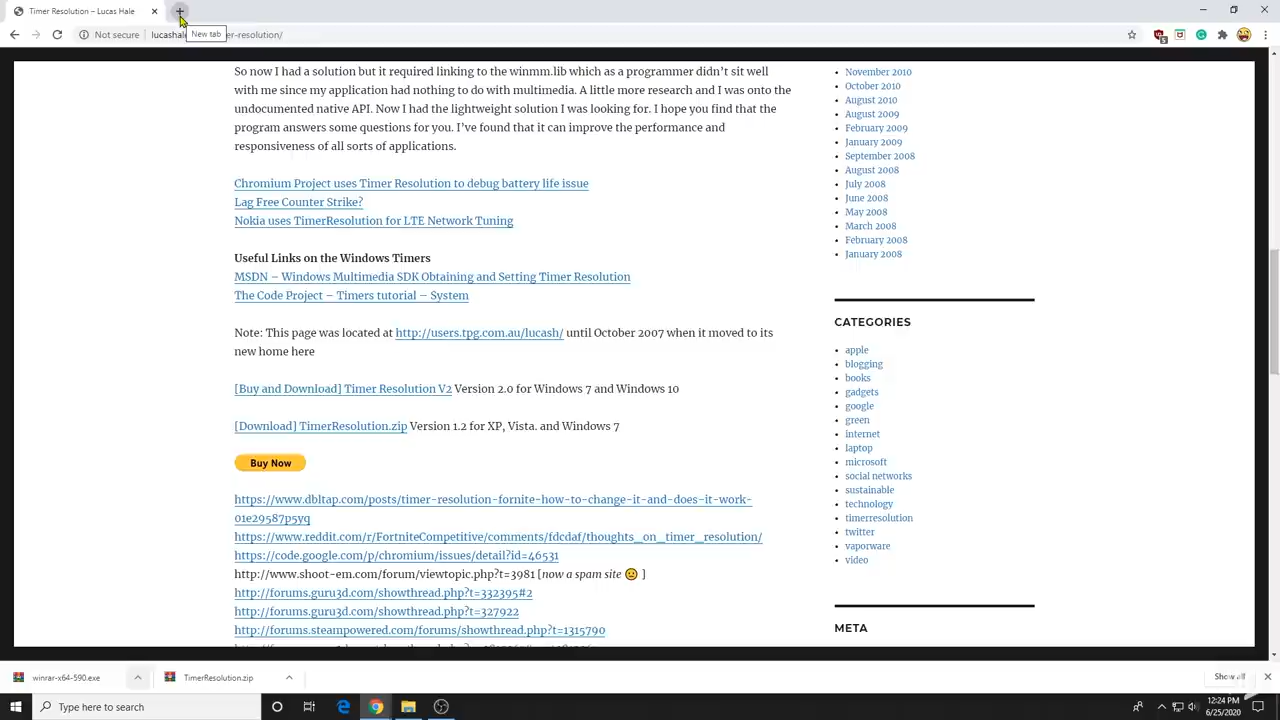 Timer Resolution – Lucas Hale
New tab
Not secure
lucashale
er-resolution/
So now I had a solution but it required linking to the winmm.lib which as a programmer didn't sit well
with me since my application had nothing to do with multimedia. A little more research and I was onto the
undocumented native API. Now I had the lightweight solution I was looking for. I hope you find that the
program answers some questions for you. I've found that it can improve the performance and
responsiveness of all sorts of applications.
Chromium Project uses Timer Resolution to debug battery life issue
Lag Free Counter Strike?
Nokia uses TimerResolution for LTE Network Tuning
Useful Links on the Windows Timers
MSDN – Windows Multimedia SDK Obtaining and Setting Timer Resolution
The Code Project – Timers tutorial – System
Note: This page was located at http://users.tpg.com.au/lucash/ until October 2007 when it moved to its
new home here
[Buy and Download] Timer Resolution V2 Version 2.0 for Windows 7 and Windows 10
[Download] TimerResolution.zip Version 1.2 for XP, Vista. and Windows 7
Buy Now
https://www.dbltap.com/posts/timer-resolution-fornite-how-to-change-it-and-does-it-work-
01e29587p5yq
https://www.reddit.com/r/FortniteCompetitive/comments/fdcdaf/thoughts_on_timer_resolution/
https://code.google.com/p/chromium/issues/detail?id=46531
http://www.shoot-em.com/forum/viewtopic.php?t=3981 [now a spam site ]
http://forums.guru3d.com/showthread.php?t=332395#2
http://forums.guru3d.com/showthread.php?t=327922
http://forums.steampowered.com/forums/showthread.php?t=1315790
November 2010
October 2010
August 2010
August 2009
February 2009
January 2009
September 2008
August 2008
July 2008
June 2008
May 2008
March 2008
February 2008
January 2008
CATEGORIES
apple
blogging
books
gadgets
google
green
internet
laptop
microsoft
social networks
sustainable
technology
timerresolution
twitter
vaporware
video
META
winrar-x64-590.exe
TimerResolution.zip
Show all
Type here to search
12:24 PM
6/25/2020